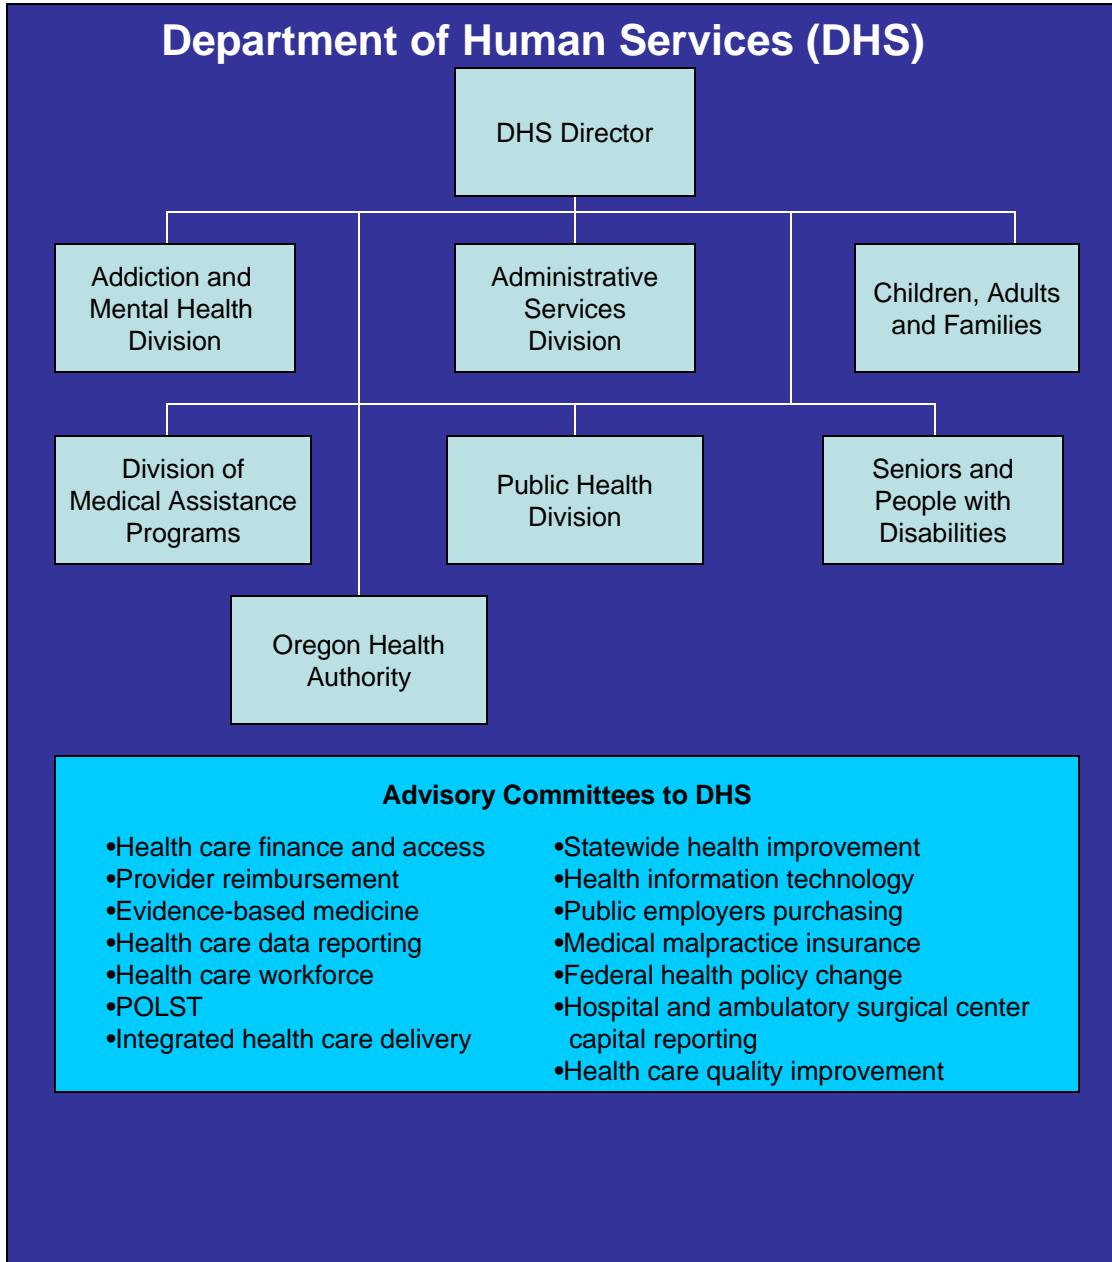 Department of Human Services (DHS)
DHS Director
Addiction and
Mental Health
Division
Administrative
Services
Division
Children, Adults
and Families
Division of
Medical Assistance
Programs
Public Health
Division
Seniors and
People with
Disabilities
Oregon Health
Authority
Advisory Committees to DHS
•Health care finance and access
•Provider reimbursement
•Evidence-based medicine
•Health care data reporting
•Health care workforce
•POLST
•Integrated health care delivery
•Statewide health improvement
•Health information technology
•Public employers purchasing
•Medical malpractice insurance
•Federal health policy change
•Hospital and ambulatory surgical center
capital reporting
•Health care quality improvement